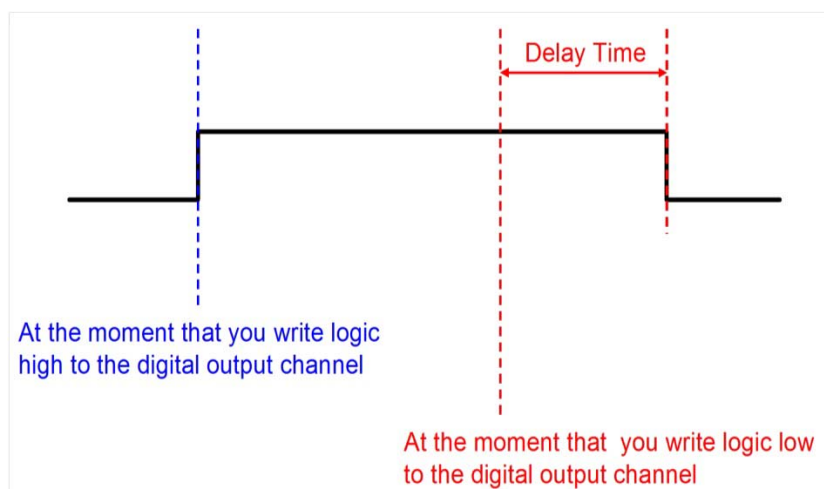 Delay Time
At the moment that you write logic
high to the digital output channel
At the moment that you write logic low
to the digital output channel